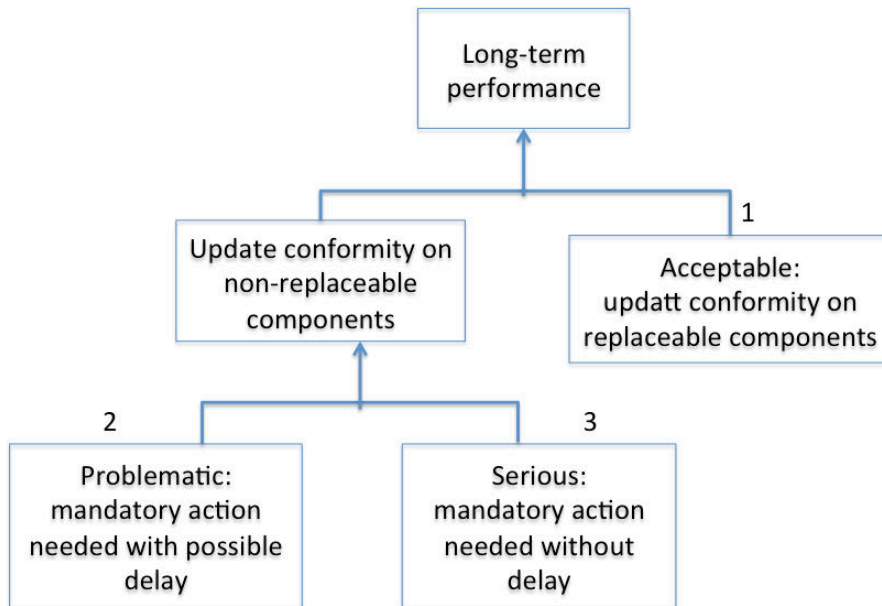 Long-term
performance
1
Update conformity on
non-replaceable
components
Acceptable:
updatt conformity on
replaceable components
2
3
Problematic:
mandatory action
needed with possible
delay
Serious:
mandatory action
needed without
delay